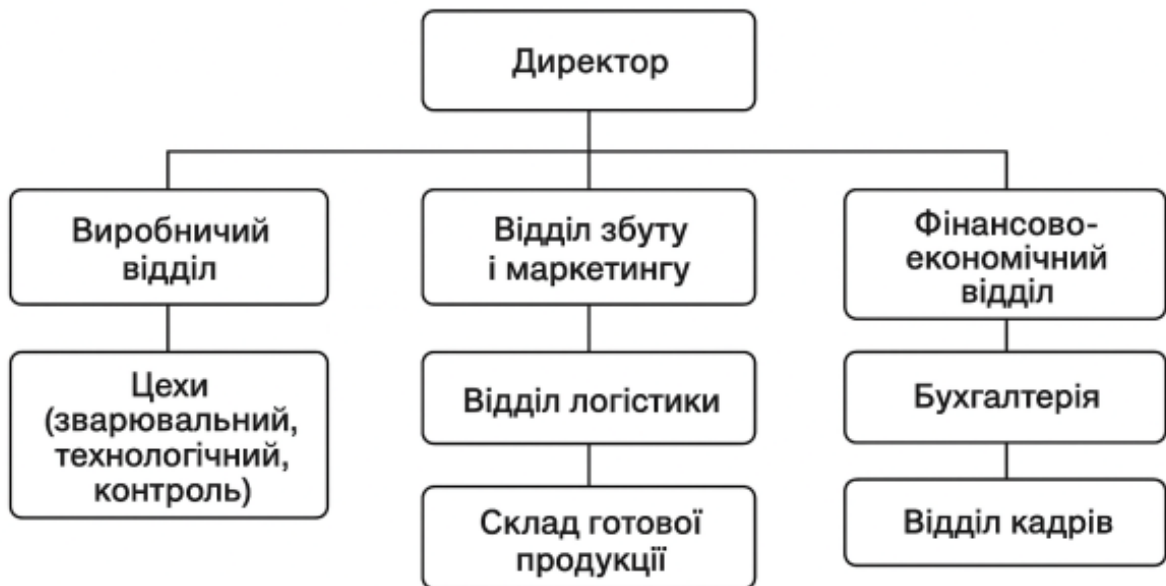 Директор
Виробничий
відділ
Відділ збуту
і маркетингу
Фінансово-
економічний
відділ
Цехи
(зварювальний,
технологічний,
контроль)
Відділ логістики
Бухгалтерія
Склад готової
продукції
Відділ кадрів